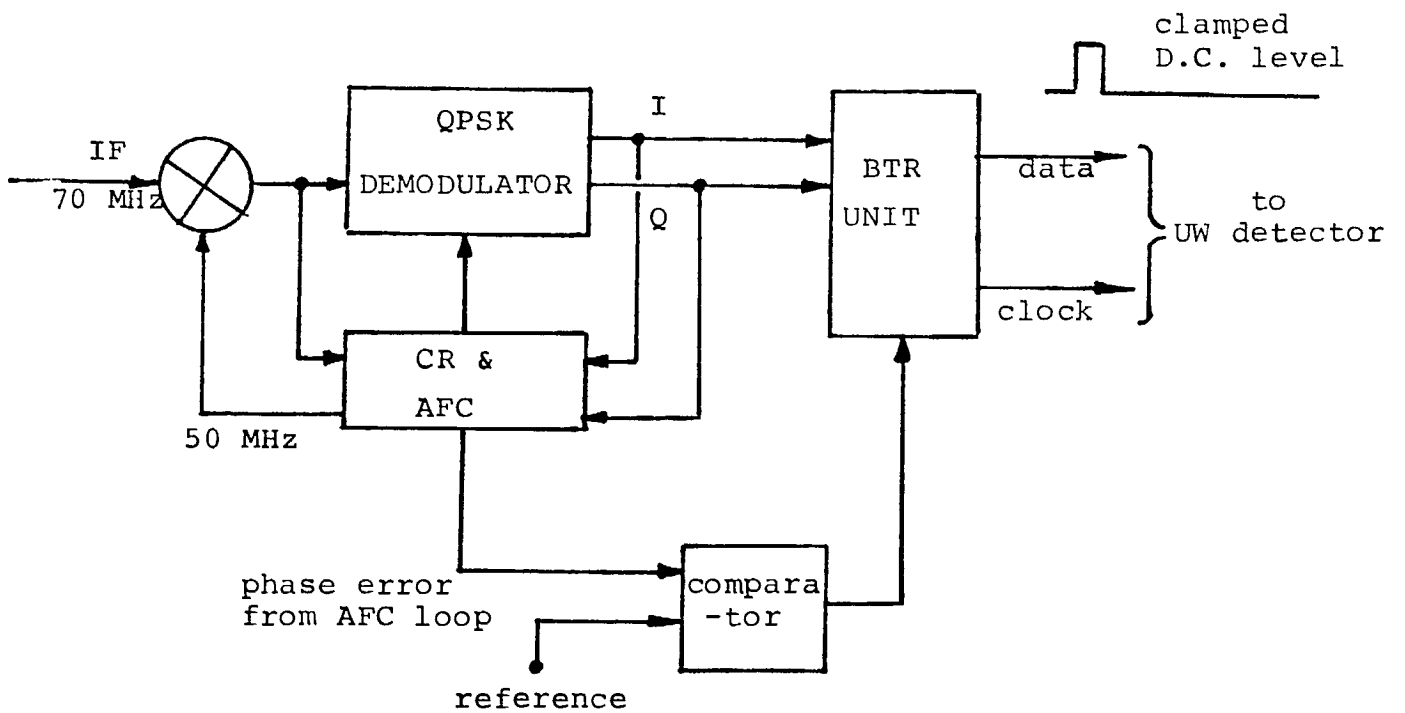 clamped
D.C. level
IF
70 MHz
QPSK
DEMODULATOR
I
Q
BTR
UNIT
data
clock
to
UW detector
CR &
AFC
50 MHz
phase error
from AFC loop
compara
-tor
reference